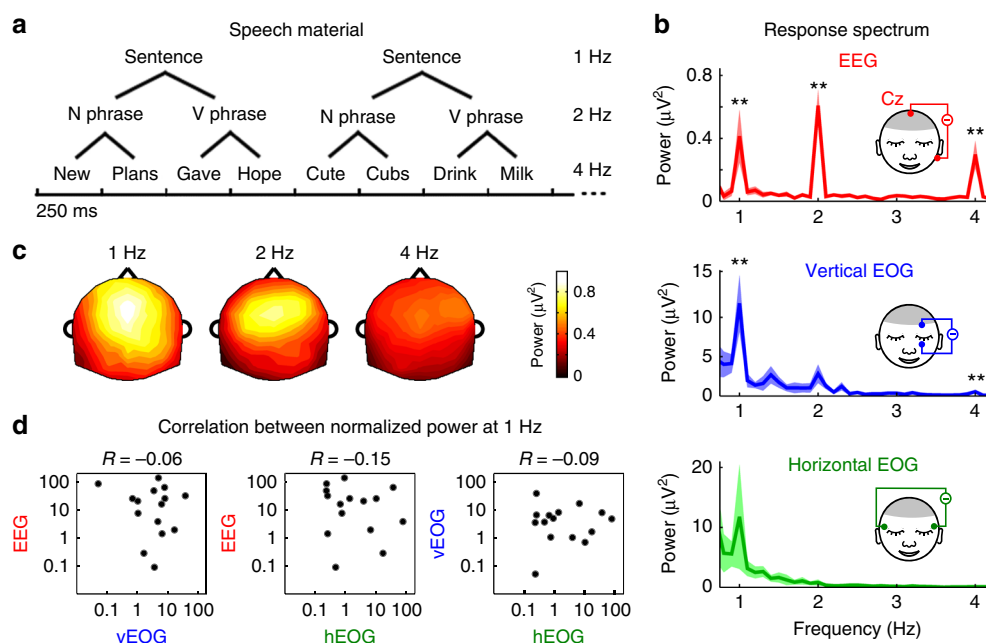 a
Speech material
Sentence Sentence 1 Hz
N phrase V phrase N phrase V phrase 2 Hz
New Plans Gave Hope Cute Cubs Drink Milk 4 Hz
250 ms
b
Response spectrum
EEG
Power (μV²)
0.8
0.4
0
** ** **
Cz
1 2 3 4
Vertical EOG
Power (μV²)
15
10
5
0
** **
1 2 3 4
Horizontal EOG
Power (μV²)
20
10
0
1 2 3 4
Frequency (Hz)
c
1 Hz 2 Hz 4 Hz
Power (μV²)
0.8
0.4
0
d
Correlation between normalized power at 1 Hz
R = –0.06
EEG
100
10
1
0.1
0.1 1 10 100
vEOG
R = –0.15
EEG
100
10
1
0.1
0.1 1 10 100
hEOG
R = –0.09
vEOG
100
10
1
0.1
0.1 1 10 100
hEOG